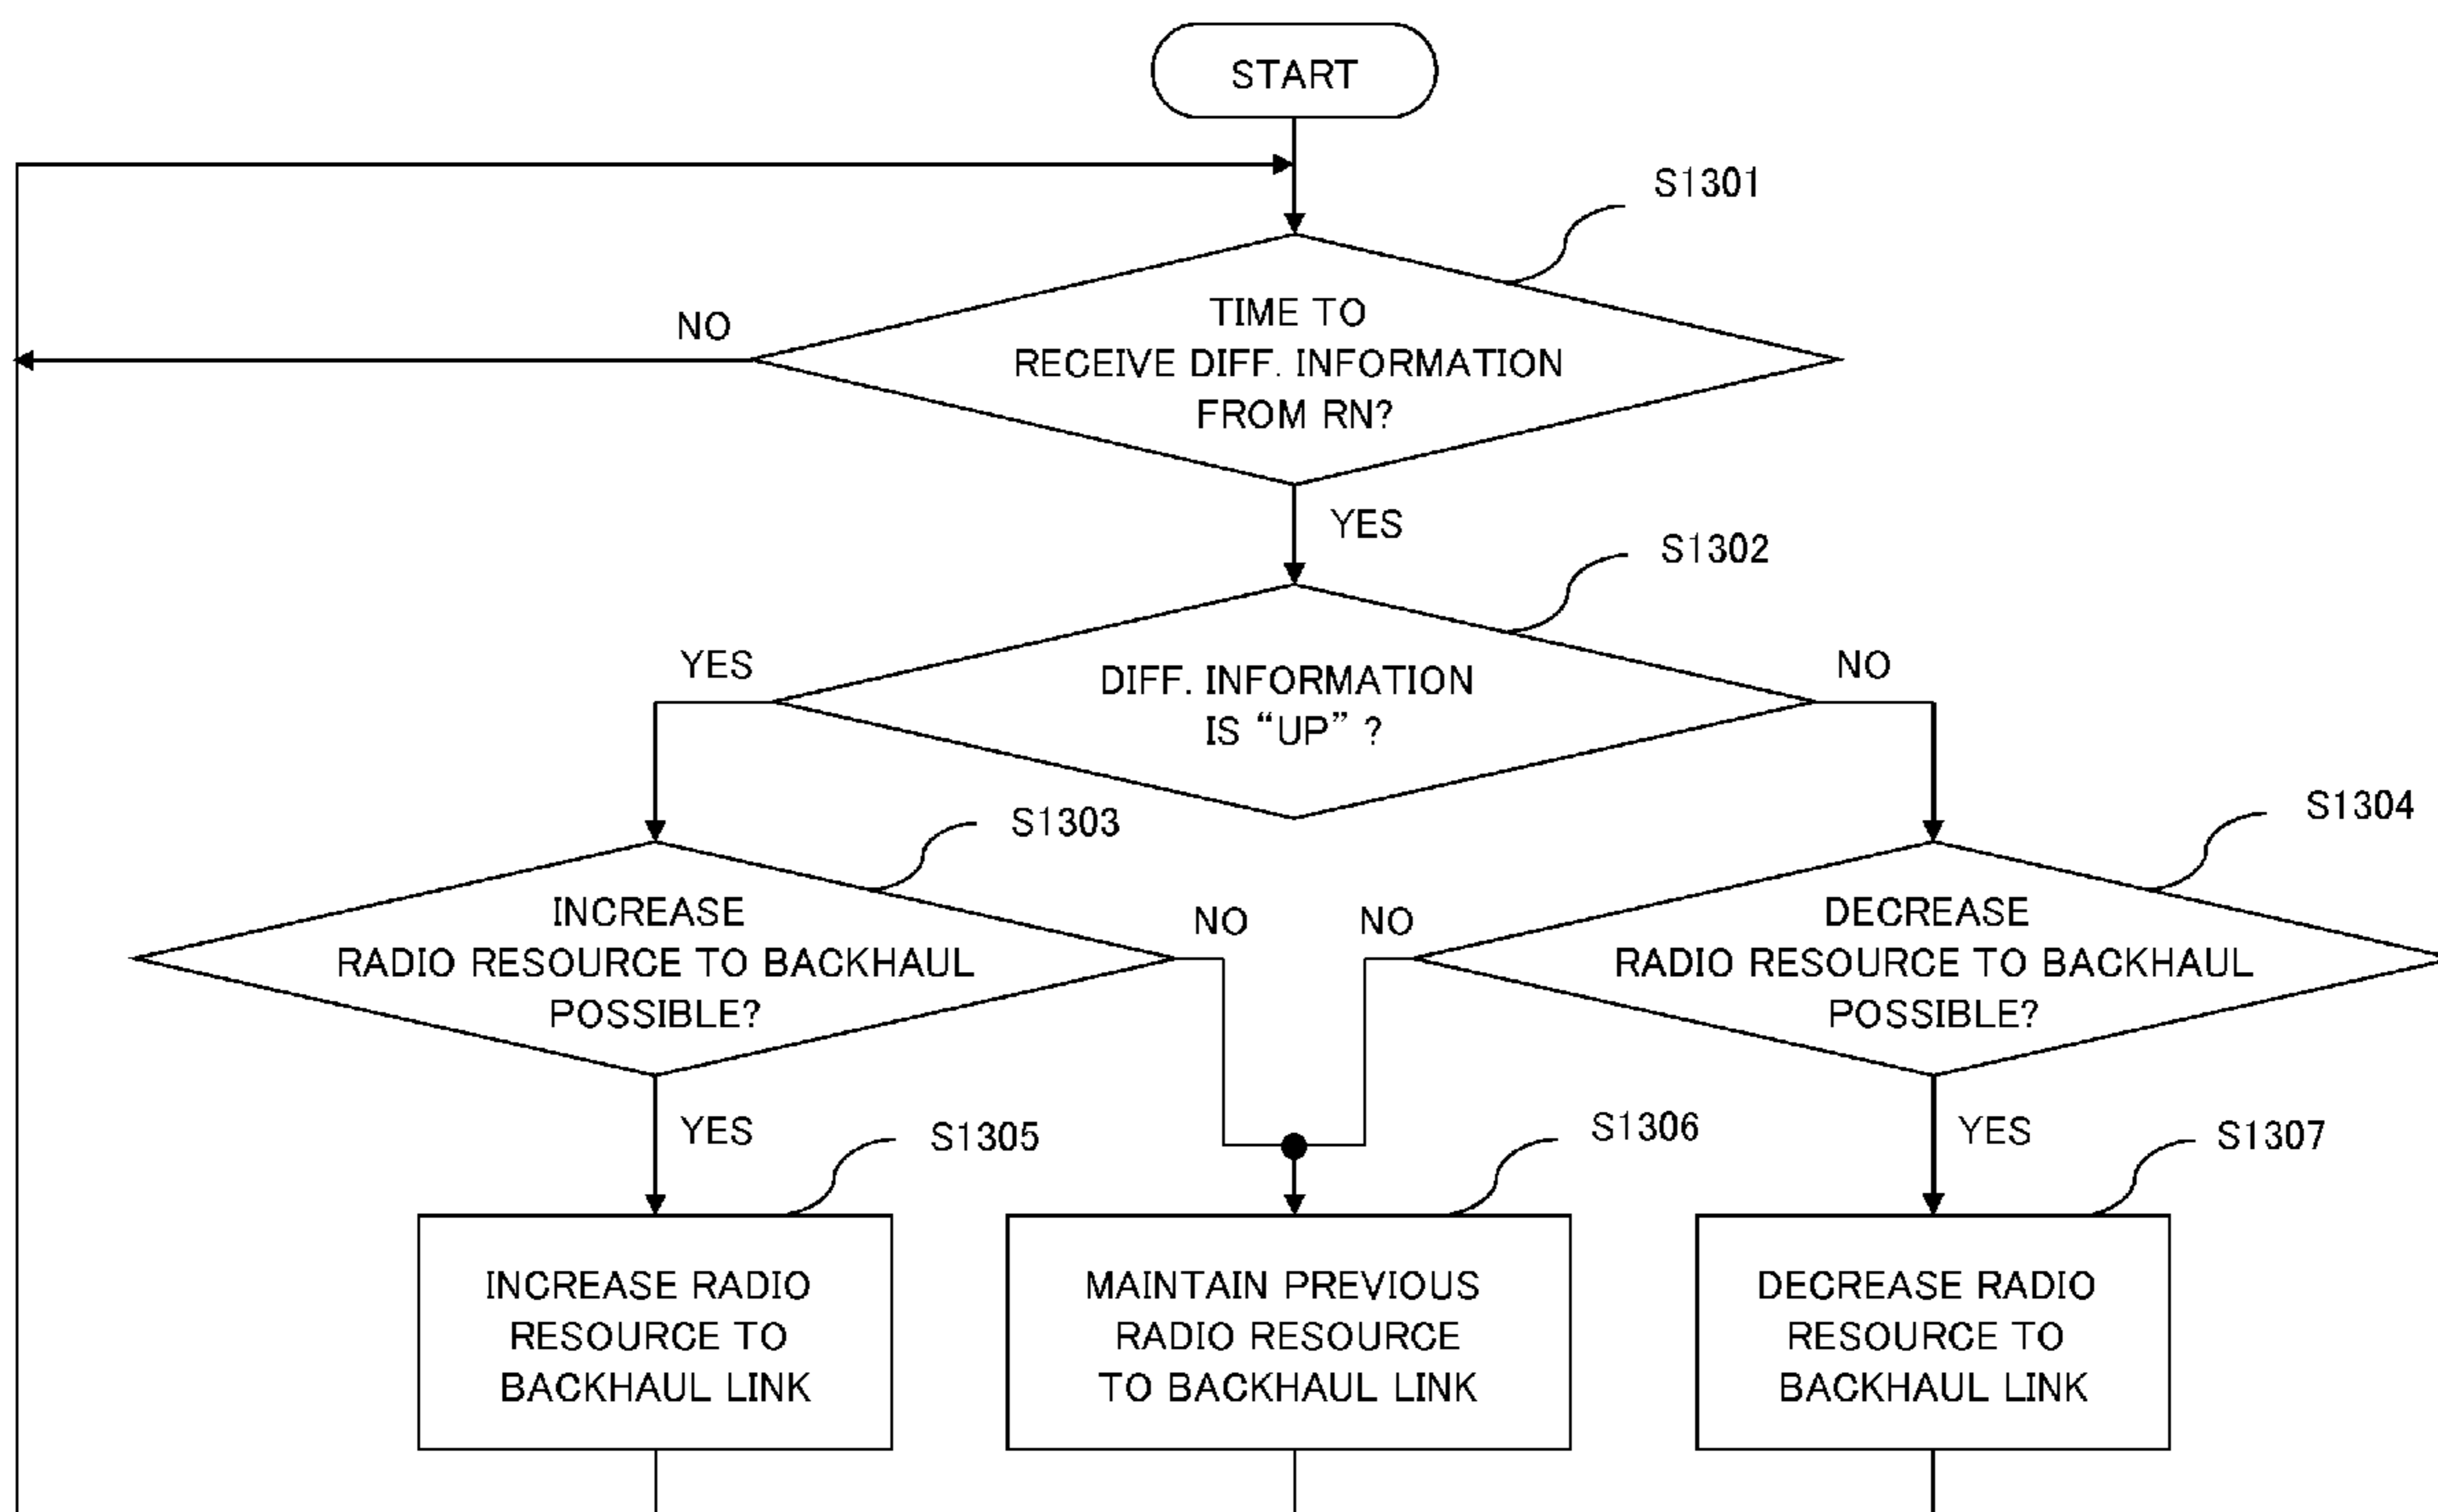 START
S1301
NO
TIME TO
RECEIVE DIFF. INFORMATION
FROM RN?
YES
S1302
YES
DIFF. INFORMATION
IS “UP” ?
NO
S1303
S1304
INCREASE
RADIO RESOURCE TO BACKHAUL
POSSIBLE?
NO
NO
DECREASE
RADIO RESOURCE TO BACKHAUL
POSSIBLE?
YES
S1305
S1306
YES
S1307
INCREASE RADIO
RESOURCE TO
BACKHAUL LINK
MAINTAIN PREVIOUS
RADIO RESOURCE
TO BACKHAUL LINK
DECREASE RADIO
RESOURCE TO
BACKHAUL LINK